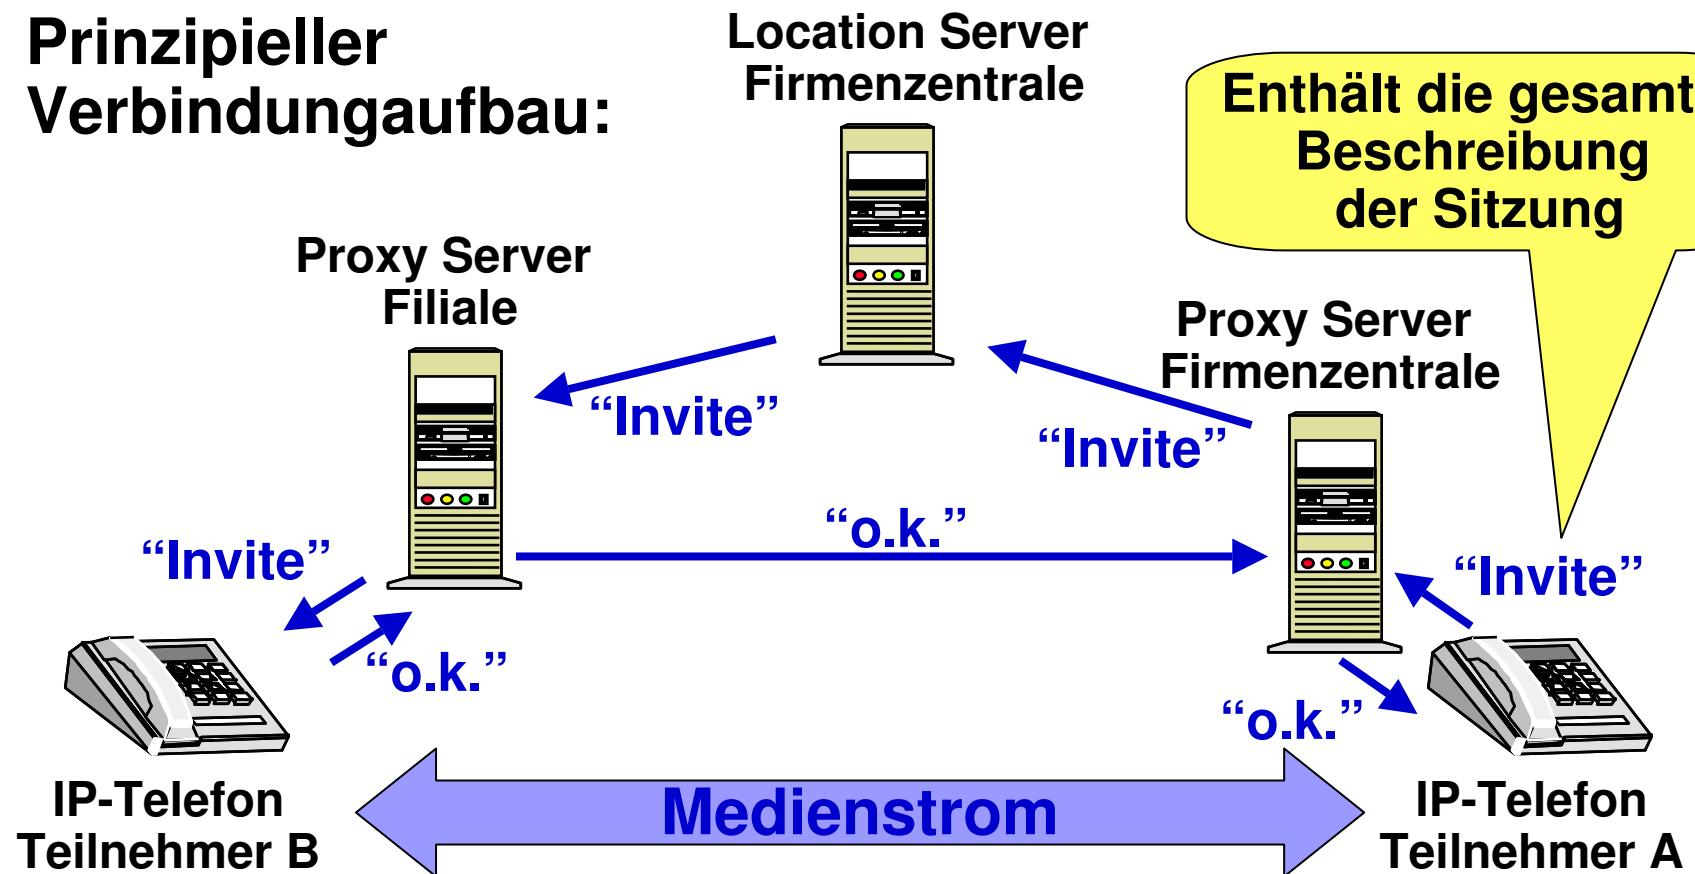 Prinzipieller
Verbindungaufbau:
Location Server
Firmenzentrale
Enthält die gesamt
Beschreibung
der Sitzung
Proxy Server
Filiale
Proxy Server
Firmenzentrale
“Invite”
“Invite”
“o.k.”
“Invite”
“Invite”
“o.k.”
“o.k.”
Medienstrom
IP-Telefon
Teilnehmer B
IP-Telefon
Teilnehmer A